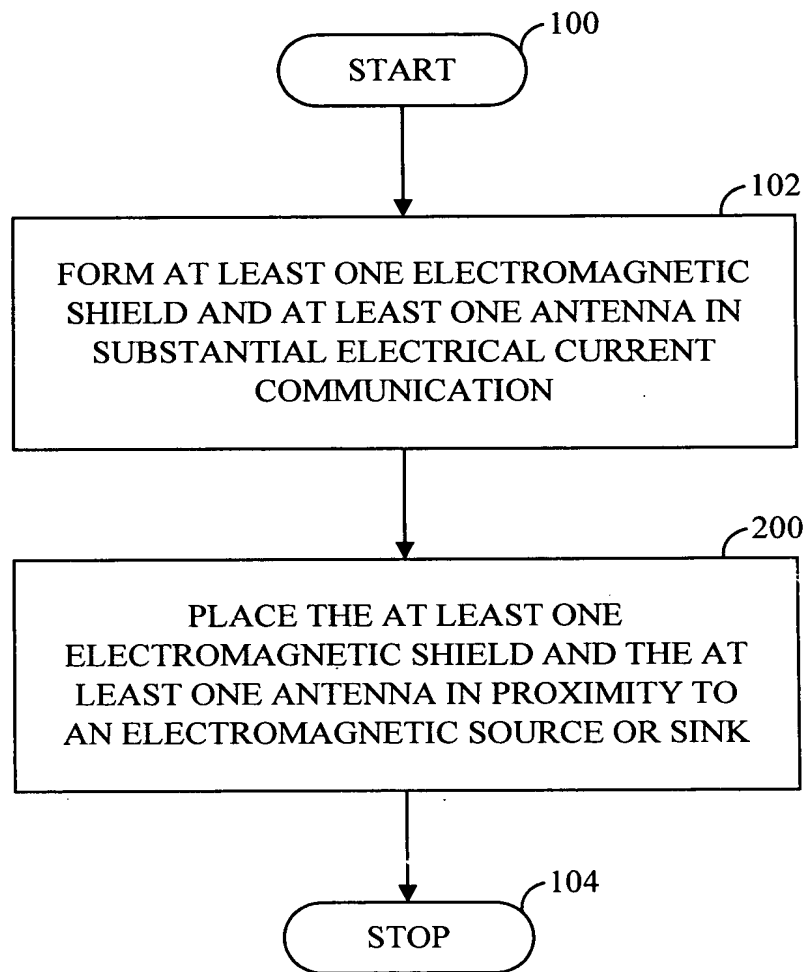 100
START
102
FORM AT LEAST ONE ELECTROMAGNETIC
SHIELD AND AT LEAST ONE ANTENNA IN
SUBSTANTIAL ELECTRICAL CURRENT
COMMUNICATION
200
PLACE THE AT LEAST ONE
ELECTROMAGNETIC SHIELD AND THE AT
LEAST ONE ANTENNA IN PROXIMITY TO
AN ELECTROMAGNETIC SOURCE OR SINK
104
STOP